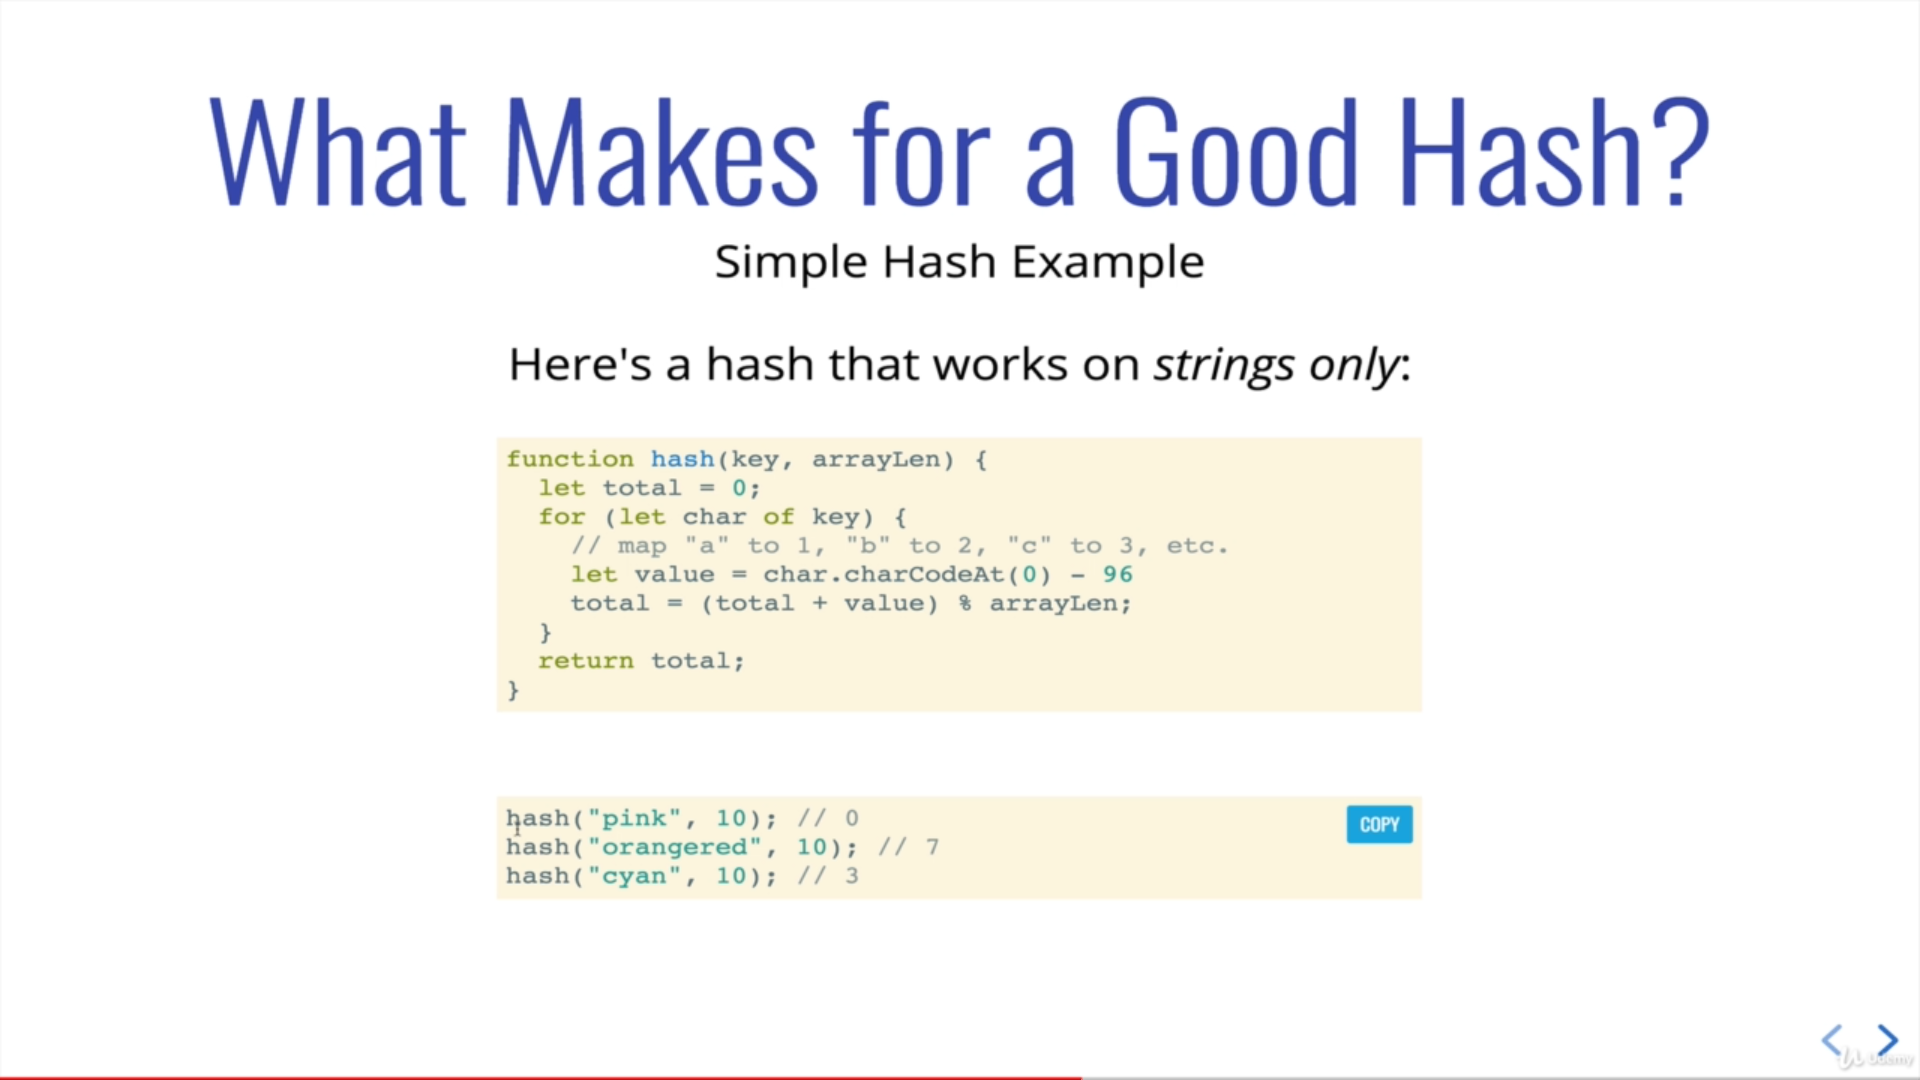 What Makes for a Good Hash?
Simple Hash Example
Here's a hash that works on strings only:
function hash(key, arrayLen) {
  let total = 0;
  for (let char of key) {
    // map "a" to 1, "b" to 2, "c" to 3, etc.
    let value = char.charCodeAt(0) - 96
    total = (total + value) % arrayLen;
  }
  return total;
}
hash("pink", 10); // 0
hash("orangered", 10); // 7
hash("cyan", 10); // 3
COPY
Udemy